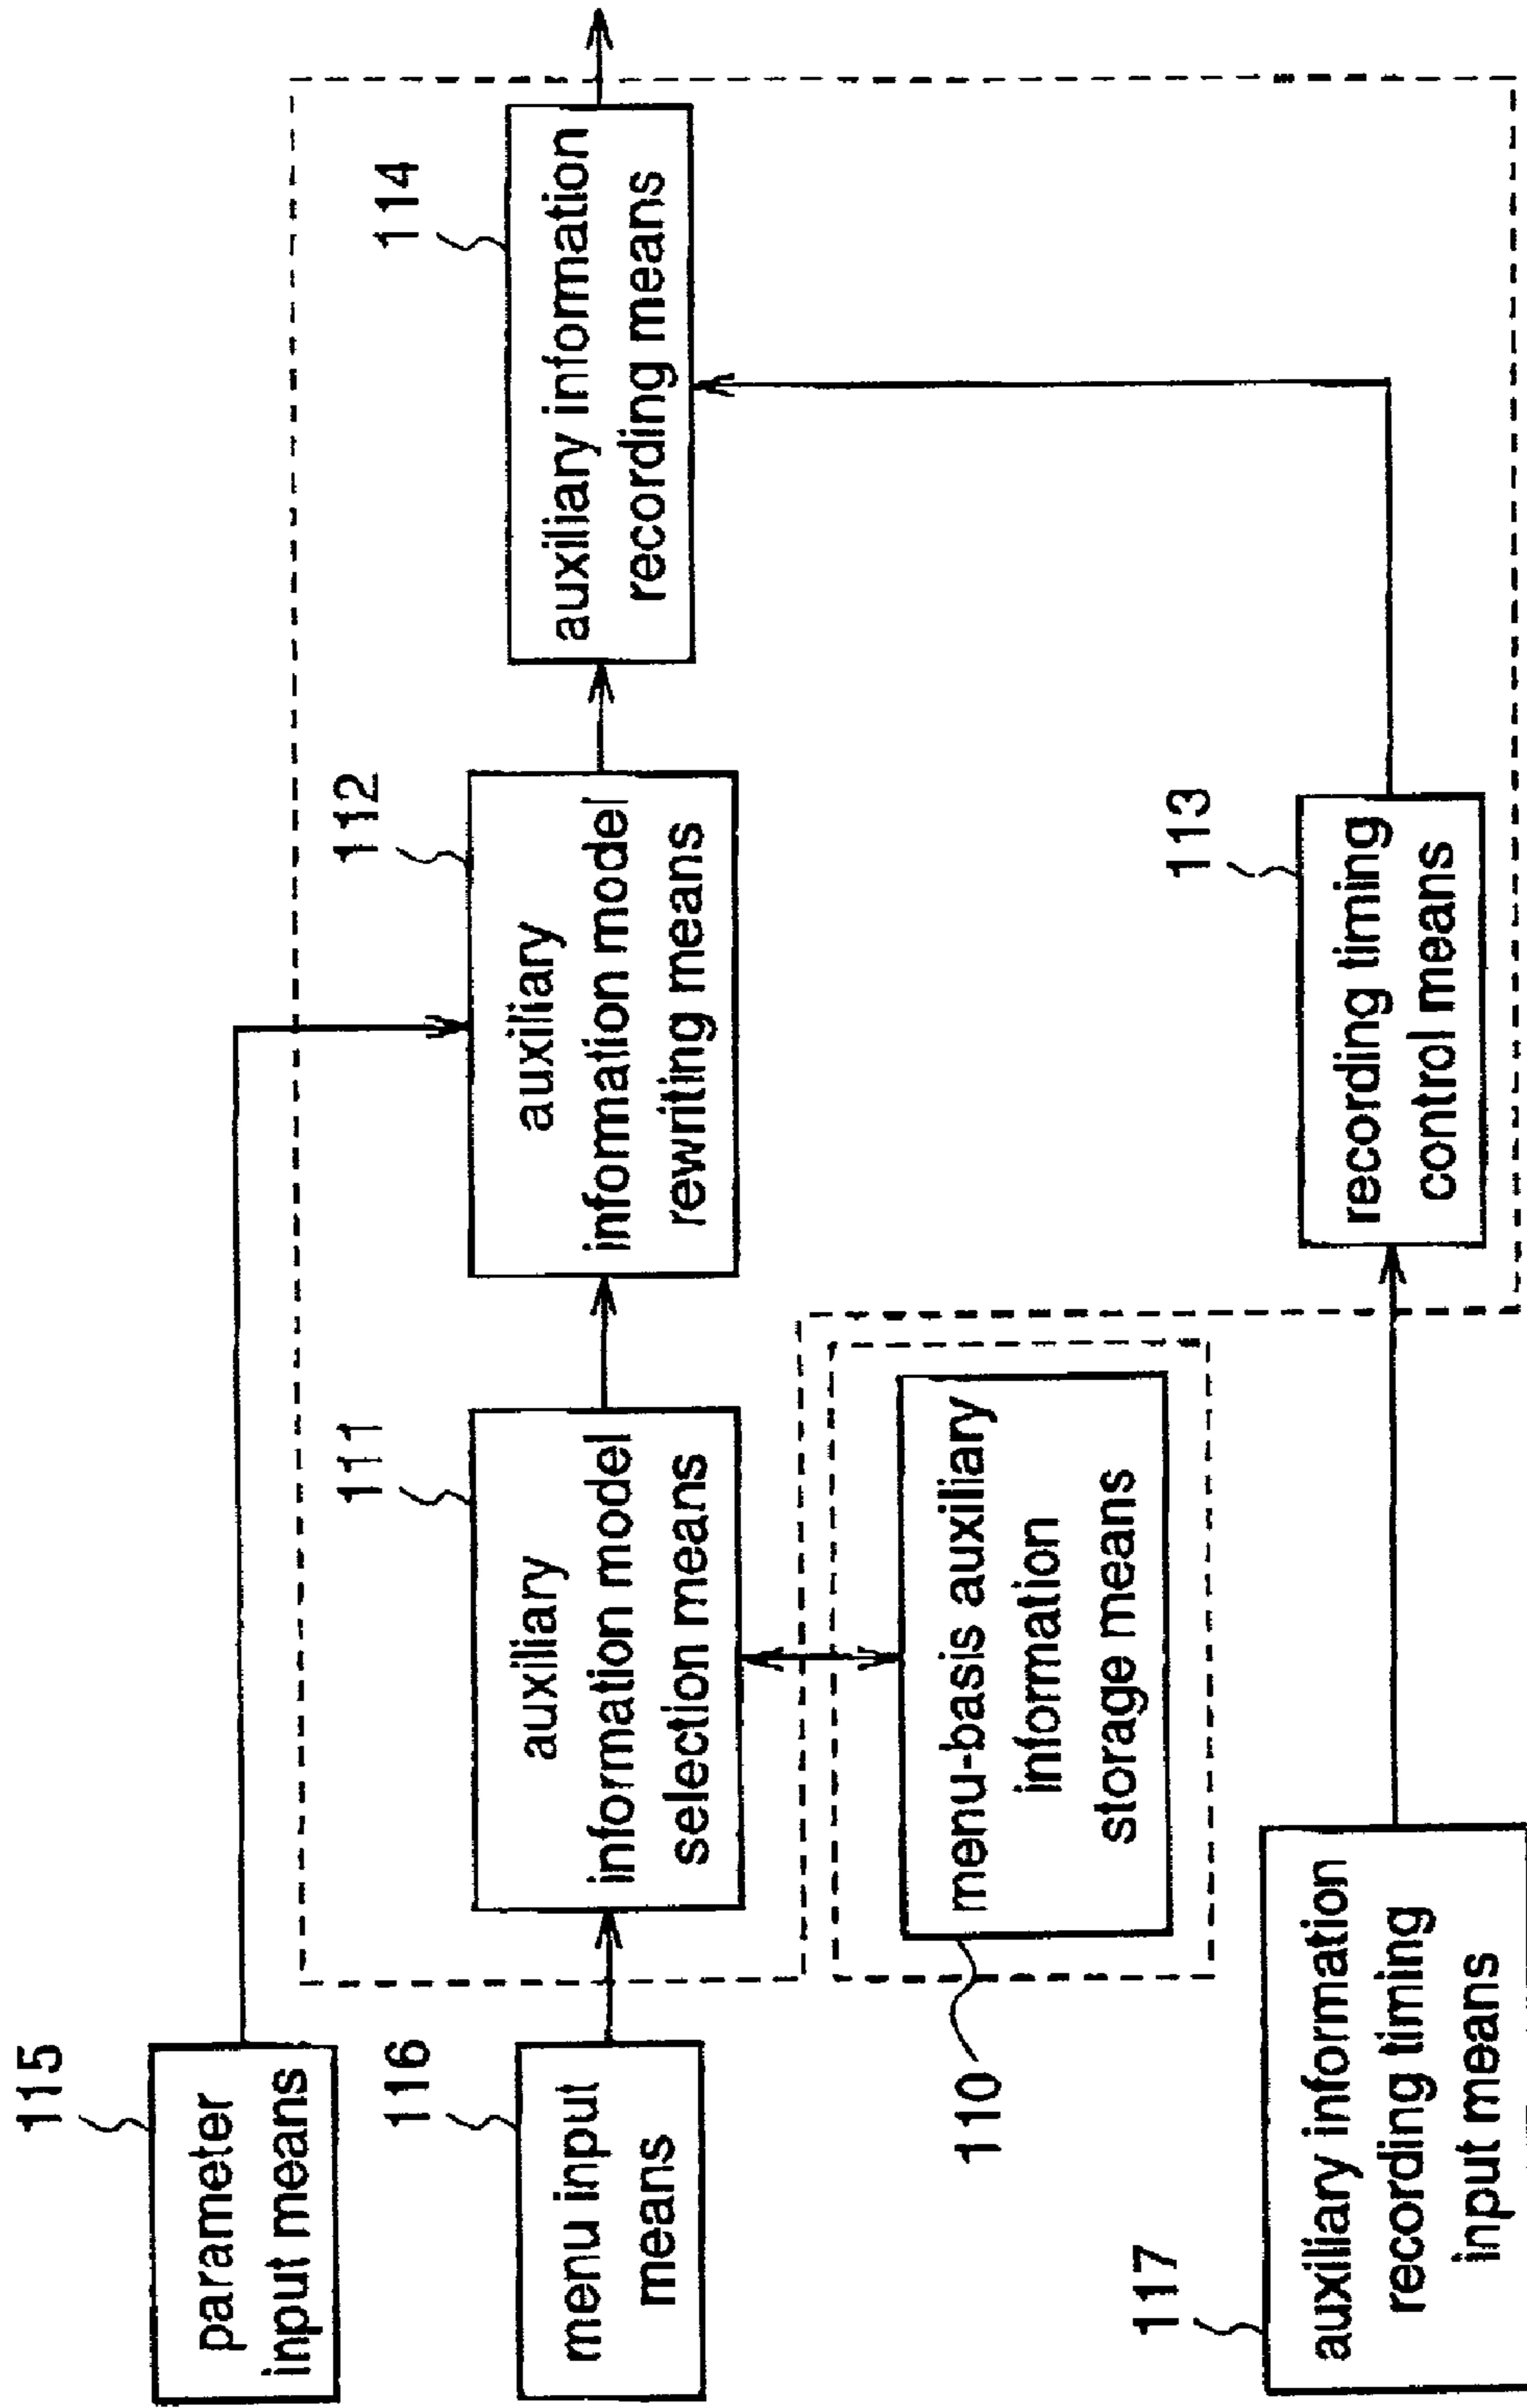 115
parameter
input means
116
menu input
means
111
auxiliary
information model
selection means
112
auxiliary
information model
rewriting means
114
auxiliary information
recording means
110
menu-basis auxiliary
information
storage means
117
auxiliary information
recording timing
input means
113
recording timing
control means